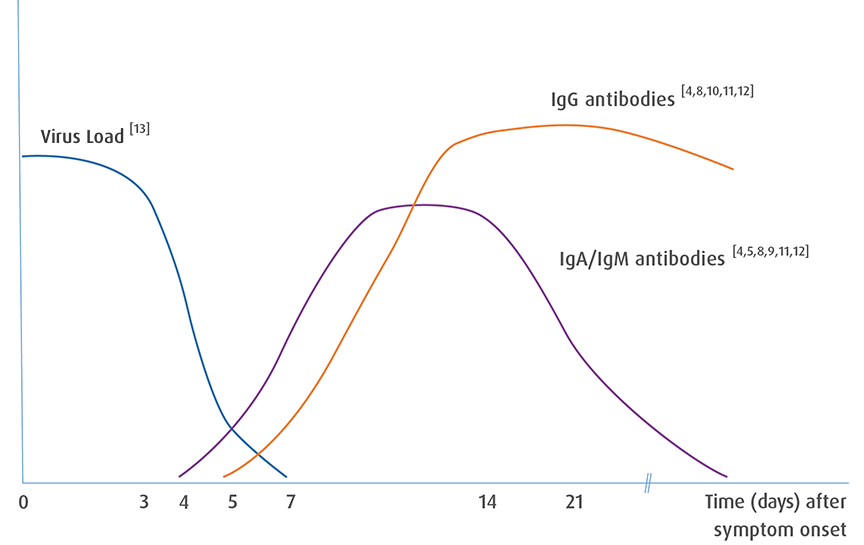 IgG antibodies [4,8,10,11,12]
Virus Load [13]
IgA/IgM antibodies [4,5,8,9,11,12]
0 3 4 5 7 14 21 Time (days) after
symptom onset